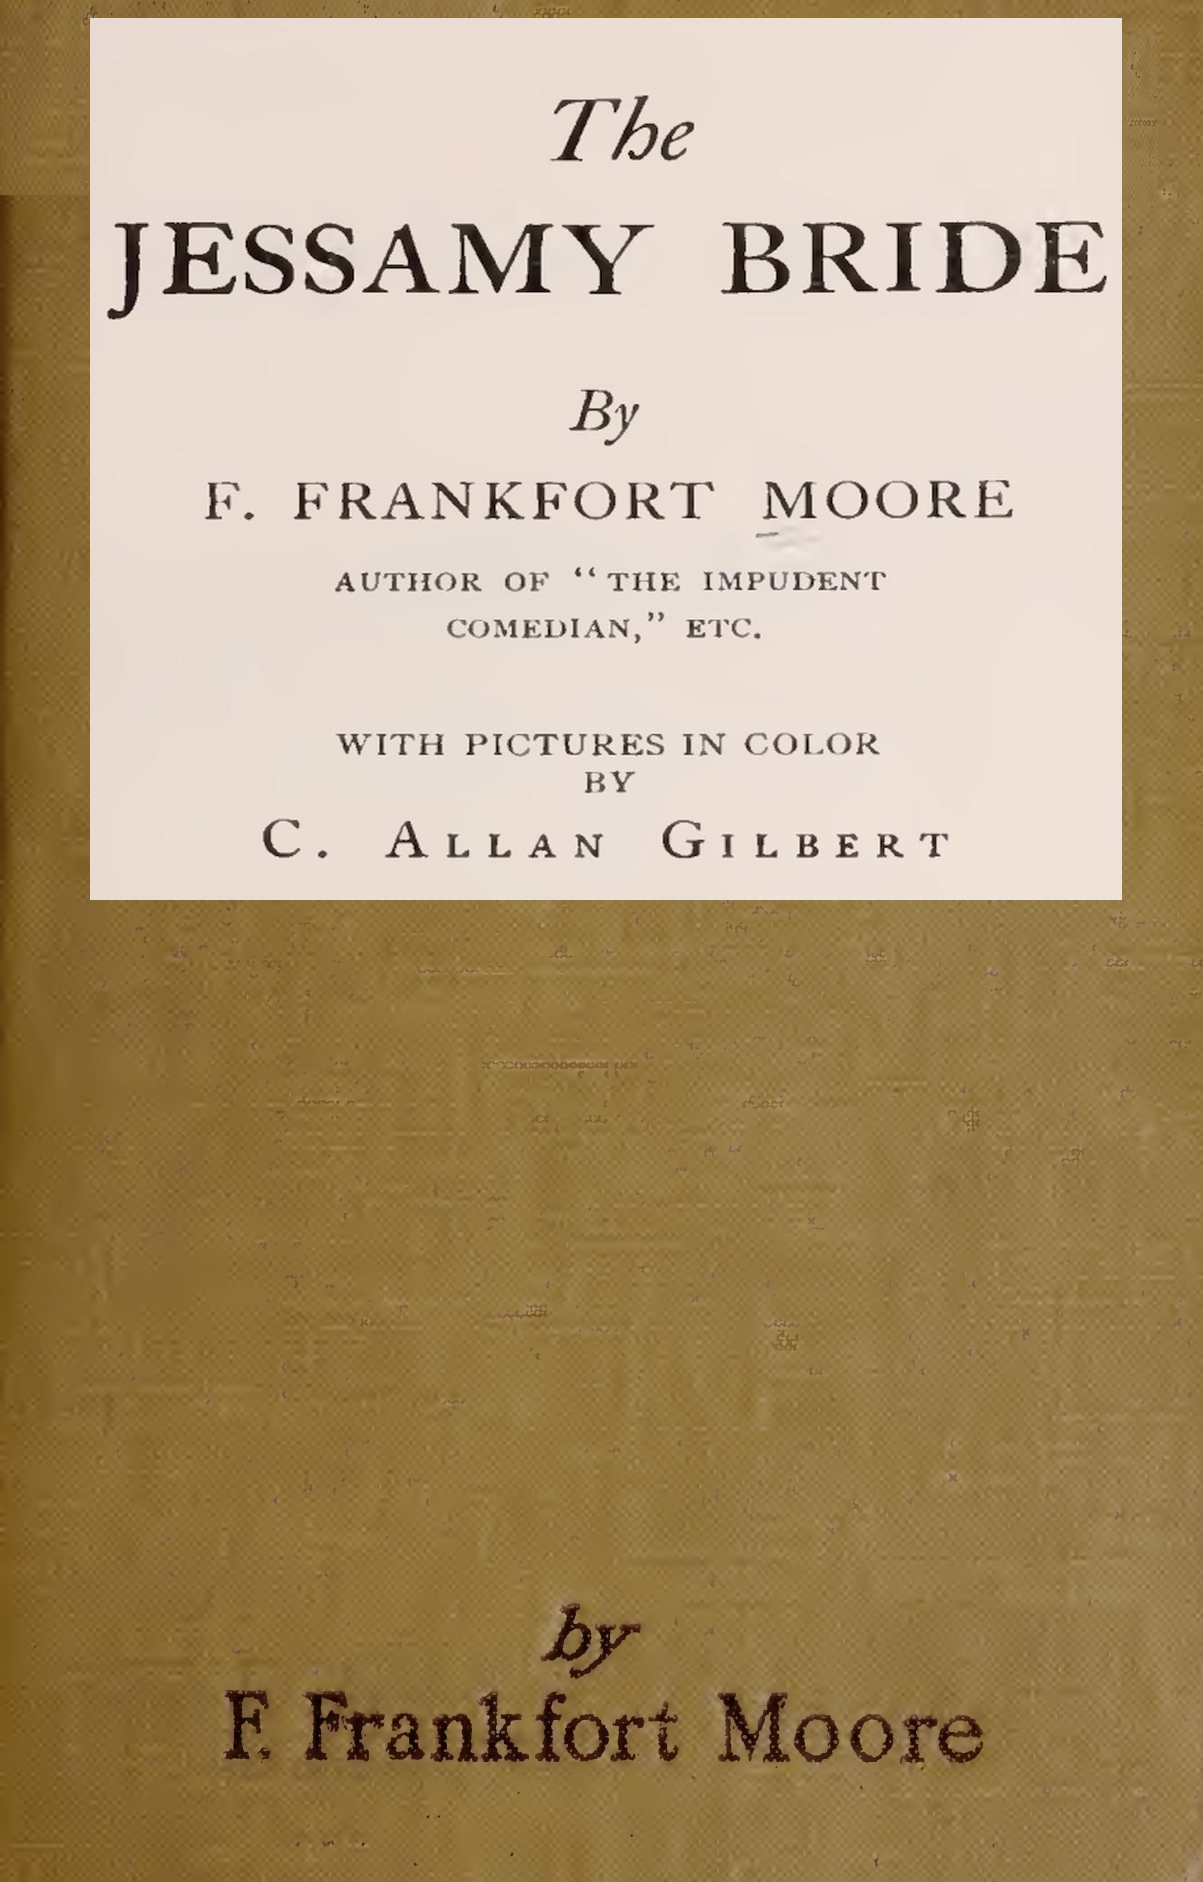 The
JESSAMY BRIDE
By
F. FRANKFORT MOORE
AUTHOR OF "THE IMPUDENT
COMEDIAN," ETC.
WITH PICTURES IN COLOR
BY
C. ALLAN GILBERT
by
F. Frankfort Moore